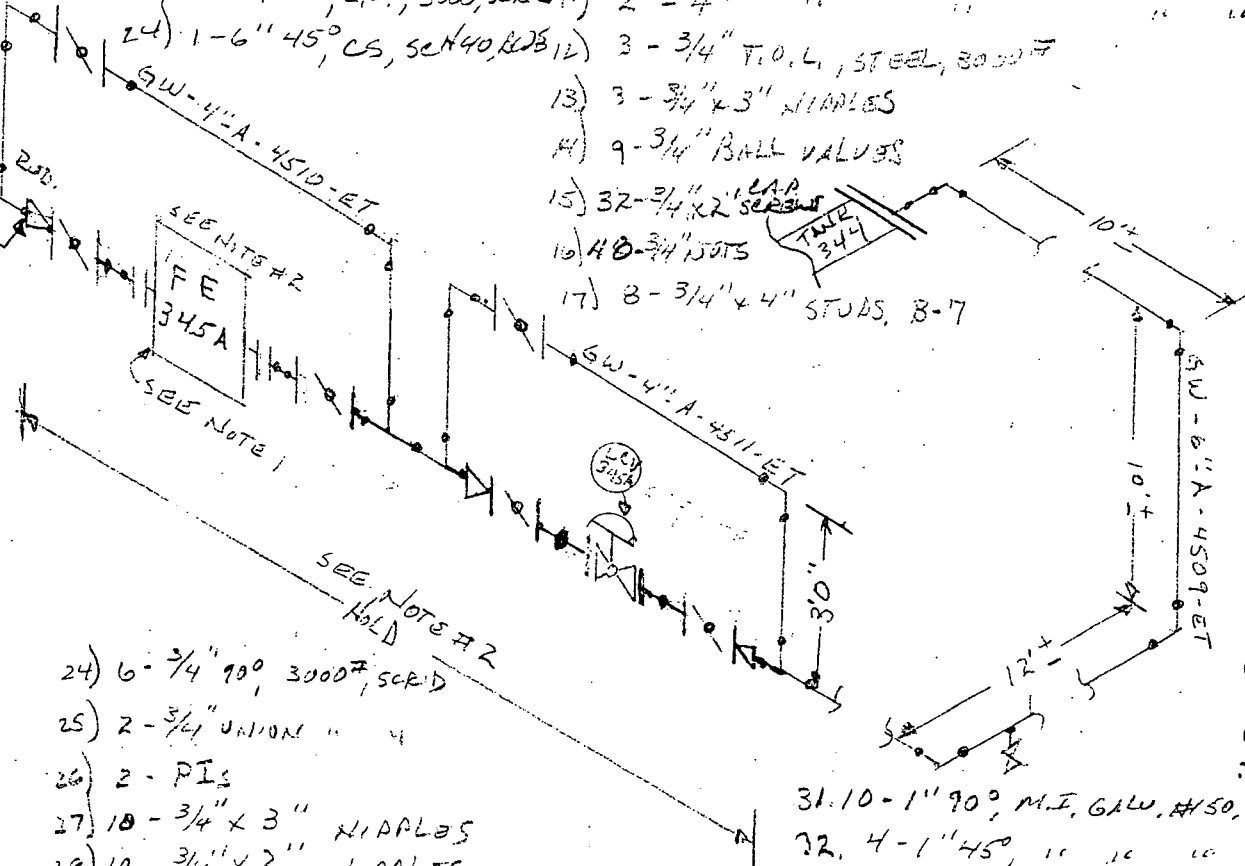 24) 1-6" 45° CS, SCH40,
12) 3 - 3/4" T.O.L., STEEL, 3000#
13) 3 - 3/4" x 3" NIPPLES
14) 9 - 3/4" BALL VALVES
15) 32 - 3/4" x 2" CAP SCREWS
16) 48 - 3/4" NUTS
17) 8 - 3/4" x 4" STUDS, B-7
GW-4"-A-4510-ET
RED.
SEE NOTE #2
FE
345A
SEE NOTE 1
TANK
344
10'±
GW-4"-A-4511-ET
LCV
345A
10'±
GW-6"-A-4509-ET
3'0"
12'±
SEE NOTE #2
HOLD
24) 6 - 3/4" 90°, 3000#, SCR'D
25) 2 - 3/4" UNION " "
26) 2 - PIs
27) 10 - 3/4" x 3" NIPPLES
31. 10 - 1" 90°, M.I. GALV. #150,
32. 4 - 1" 45°, " " "